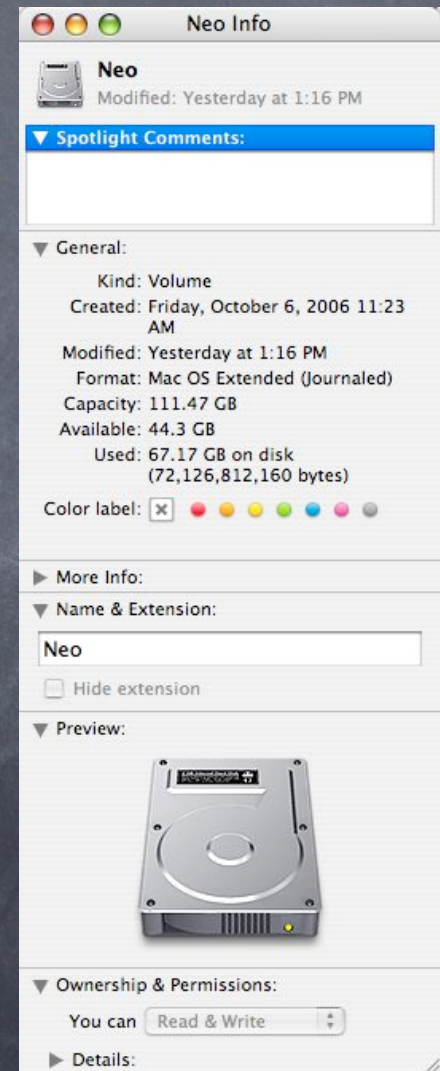 Neo Info
Neo
Modified: Yesterday at 1:16 PM
Spotlight Comments:
General:
Kind: Volume
Created: Friday, October 6, 2006 11:23
AM
Modified: Yesterday at 1:16 PM
Format: Mac OS Extended (Journaled)
Capacity: 111.47 GB
Available: 44.3 GB
Used: 67.17 GB on disk
(72,126,812,160 bytes)
Color label:
More Info:
Name & Extension:
Neo
Hide extension
Preview:
Ownership & Permissions:
You can Read & Write
Details: